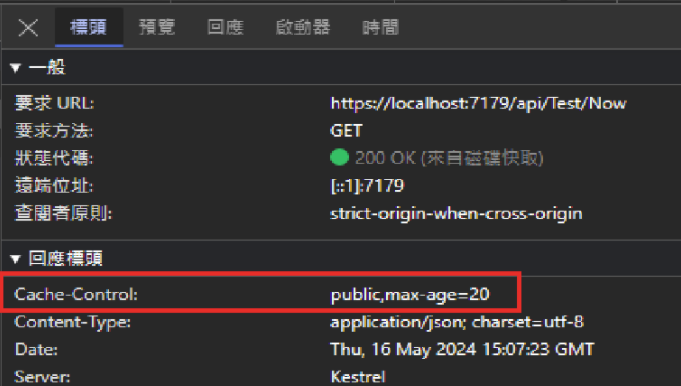 標頭 預覽 回應 啟動器 時間
▼ 一般
要求 URL: https://localhost:7179/api/Test/Now
要求方法: GET
狀態代碼: 200 OK (來自磁碟快取)
遠端位址: [::1]:7179
查閱者原則: strict-origin-when-cross-origin
▼ 回應標頭
Cache-Control: public,max-age=20
Content-Type: application/json; charset=utf-8
Date: Thu, 16 May 2024 15:07:23 GMT
Server: Kestrel